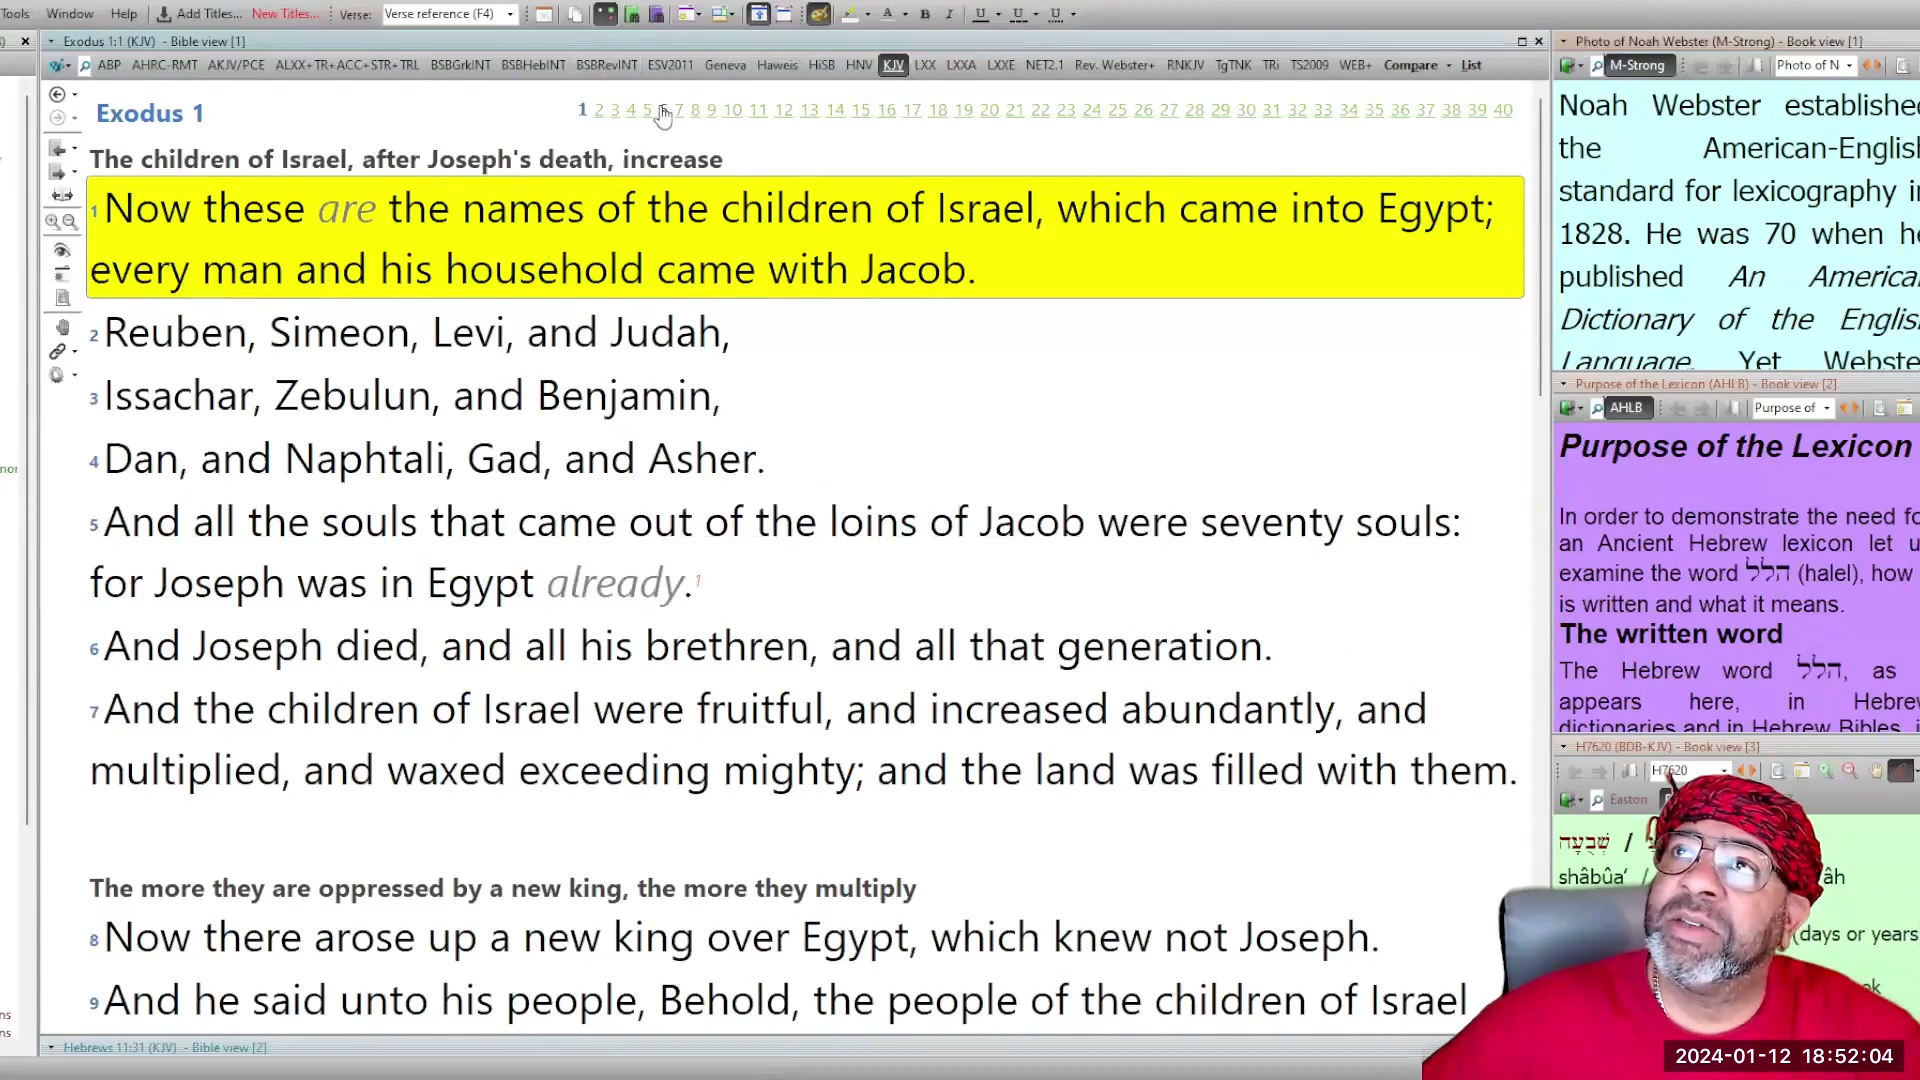 Tools Window Help Add Titles... New Titles... Verse: Verse reference (F4) A B I U U U
Exodus 1:1 (KJV) - Bible view [1]
ABP AHRC-RMT AKJV/PCE ALXX+TR+ACC+STR+TRL BSBGrkINT BSBHebINT BSBRevINT ESV2011 Geneva Haweis HiSB HNV KJV LXX LXXA LXXE NET2.1 Rev. Webster+ RNKJV TgTNK TRi TS2009 WEB+ Compare List
Exodus 1
1 2 3 4 5 7 8 9 10 11 12 13 14 15 16 17 18 19 20 21 22 23 24 25 26 27 28 29 30 31 32 33 34 35 36 37 38 39 40
The children of Israel, after Joseph's death, increase
1 Now these are the names of the children of Israel, which came into Egypt;
every man and his household came with Jacob.
2 Reuben, Simeon, Levi, and Judah,
3 Issachar, Zebulun, and Benjamin,
4 Dan, and Naphtali, Gad, and Asher.
5 And all the souls that came out of the loins of Jacob were seventy souls:
for Joseph was in Egypt already. 1
6 And Joseph died, and all his brethren, and all that generation.
7 And the children of Israel were fruitful, and increased abundantly, and
multiplied, and waxed exceeding mighty; and the land was filled with them.
The more they are oppressed by a new king, the more they multiply
8 Now there arose up a new king over Egypt, which knew not Joseph.
9 And he said unto his people, Behold, the people of the children of Israel
Hebrews 11:31 (KJV) - Bible view [2]
Photo of Noah Webster (M-Strong) - Book view [1]
M-Strong Photo of N
Noah Webster established
the American-English
standard for lexicography in
1828. He was 70 when he
published An American
Dictionary of the English
Language. Yet Webster
Purpose of the Lexicon (AHLB) - Book view [2]
AHLB Purpose of
Purpose of the Lexicon
In order to demonstrate the need fo
an Ancient Hebrew lexicon let u
examine the word הלל (halel), how
is written and what it means.
The written word
The Hebrew word הלל, as
appears here, in Hebrew
dictionaries and in Hebrew Bibles, i
H7620 (BDB-KJV) - Book view [3]
H7620
Easton
שְׁבֻעָה /
shâbûa‛ / âh
(days or years
2024-01-12 18:52:04